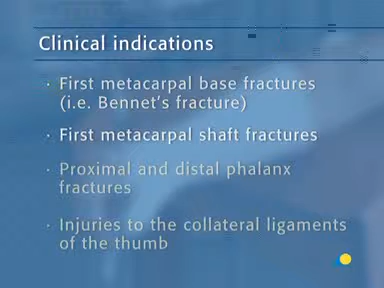 Clinical indications
· First metacarpal base fractures
(i.e. Bennet's fracture)
· First metacarpal shaft fractures
· Proximal and distal phalanx
fractures
· Injuries to the collateral ligaments
of the thumb